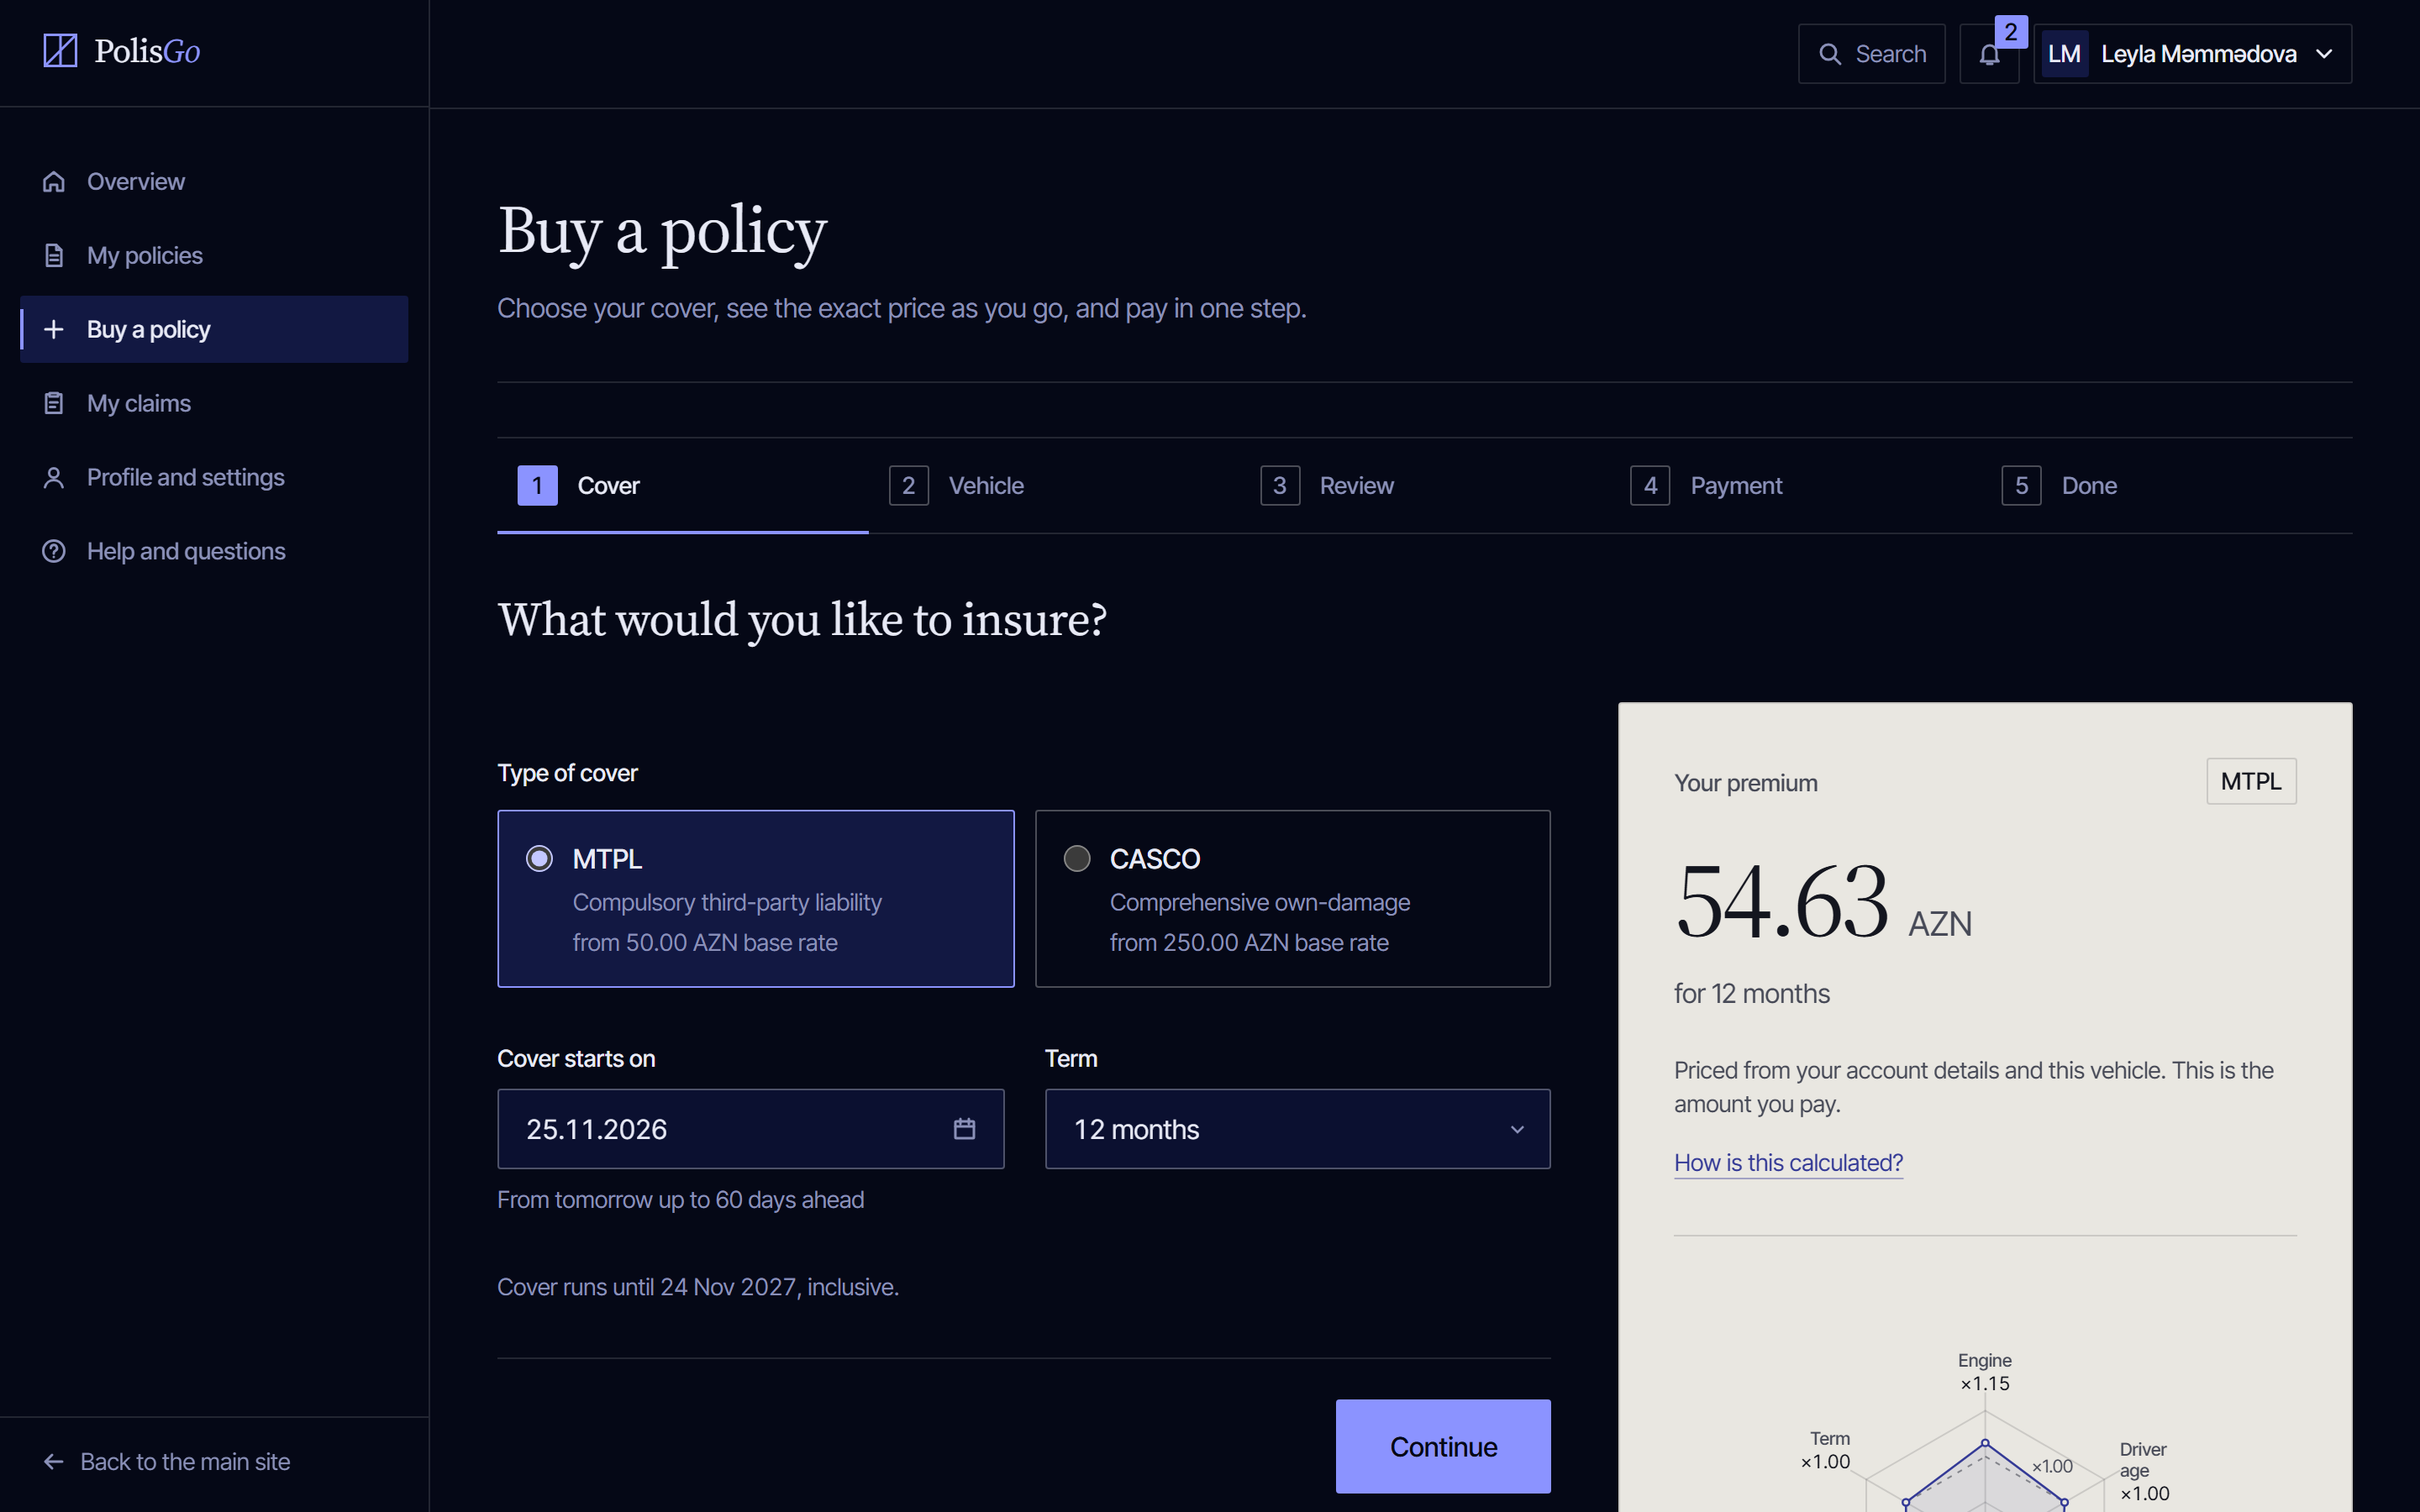 PolisGo
Search
2
LM
Leyla Məmmədova
Overview
My policies
Buy a policy
My claims
Profile and settings
Help and questions
Back to the main site
Buy a policy
Choose your cover, see the exact price as you go, and pay in one step.
1 Cover
2 Vehicle
3 Review
4 Payment
5 Done
What would you like to insure?
Type of cover
MTPL
Compulsory third-party liability
from 50.00 AZN base rate
CASCO
Comprehensive own-damage
from 250.00 AZN base rate
Cover starts on
25.11.2026
From tomorrow up to 60 days ahead
Term
12 months
Cover runs until 24 Nov 2027, inclusive.
Continue
Your premium
MTPL
54.63 AZN
for 12 months
Priced from your account details and this vehicle. This is the
amount you pay.
How is this calculated?
Engine
×1.15
Term
×1.00
×1.00
Driver
age
×1.00